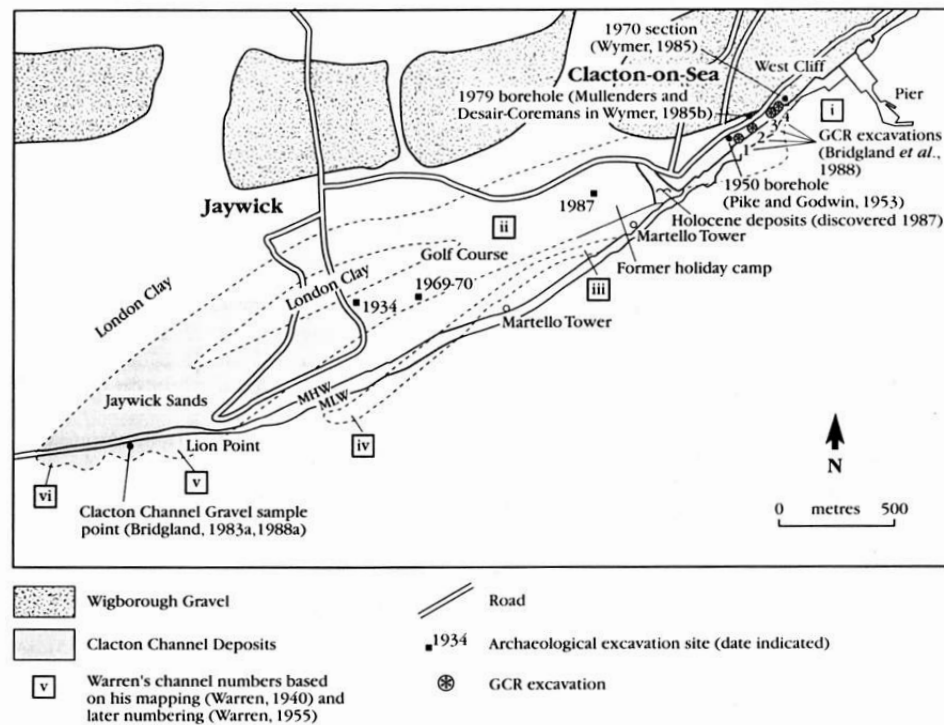 1970 section
(Wymer, 1985)
West Cliff
Clacton-on-Sea
Pier
1979 borehole (Mullenders and
Desair-Coremans in Wymer, 1985b)
i
4
3
2
1
GCR excavations
(Bridgland et al.,
1988)
1950 borehole
(Pike and Godwin, 1953)
Jaywick
1987
Holocene deposits (discovered 1987)
ii
Martello Tower
Golf Course
Former holiday camp
London Clay
London Clay
1969-70
iii
1934
Martello Tower
Jaywick Sands
MHW
MLW
Lion Point
iv
N
vi
v
Clacton Channel Gravel sample
point (Bridgland, 1983a, 1988a)
0 metres 500
Wigborough Gravel
Road
Clacton Channel Deposits
1934 Archaeological excavation site (date indicated)
v Warren's channel numbers based
on his mapping (Warren, 1940) and
later numbering (Warren, 1955)
GCR excavation